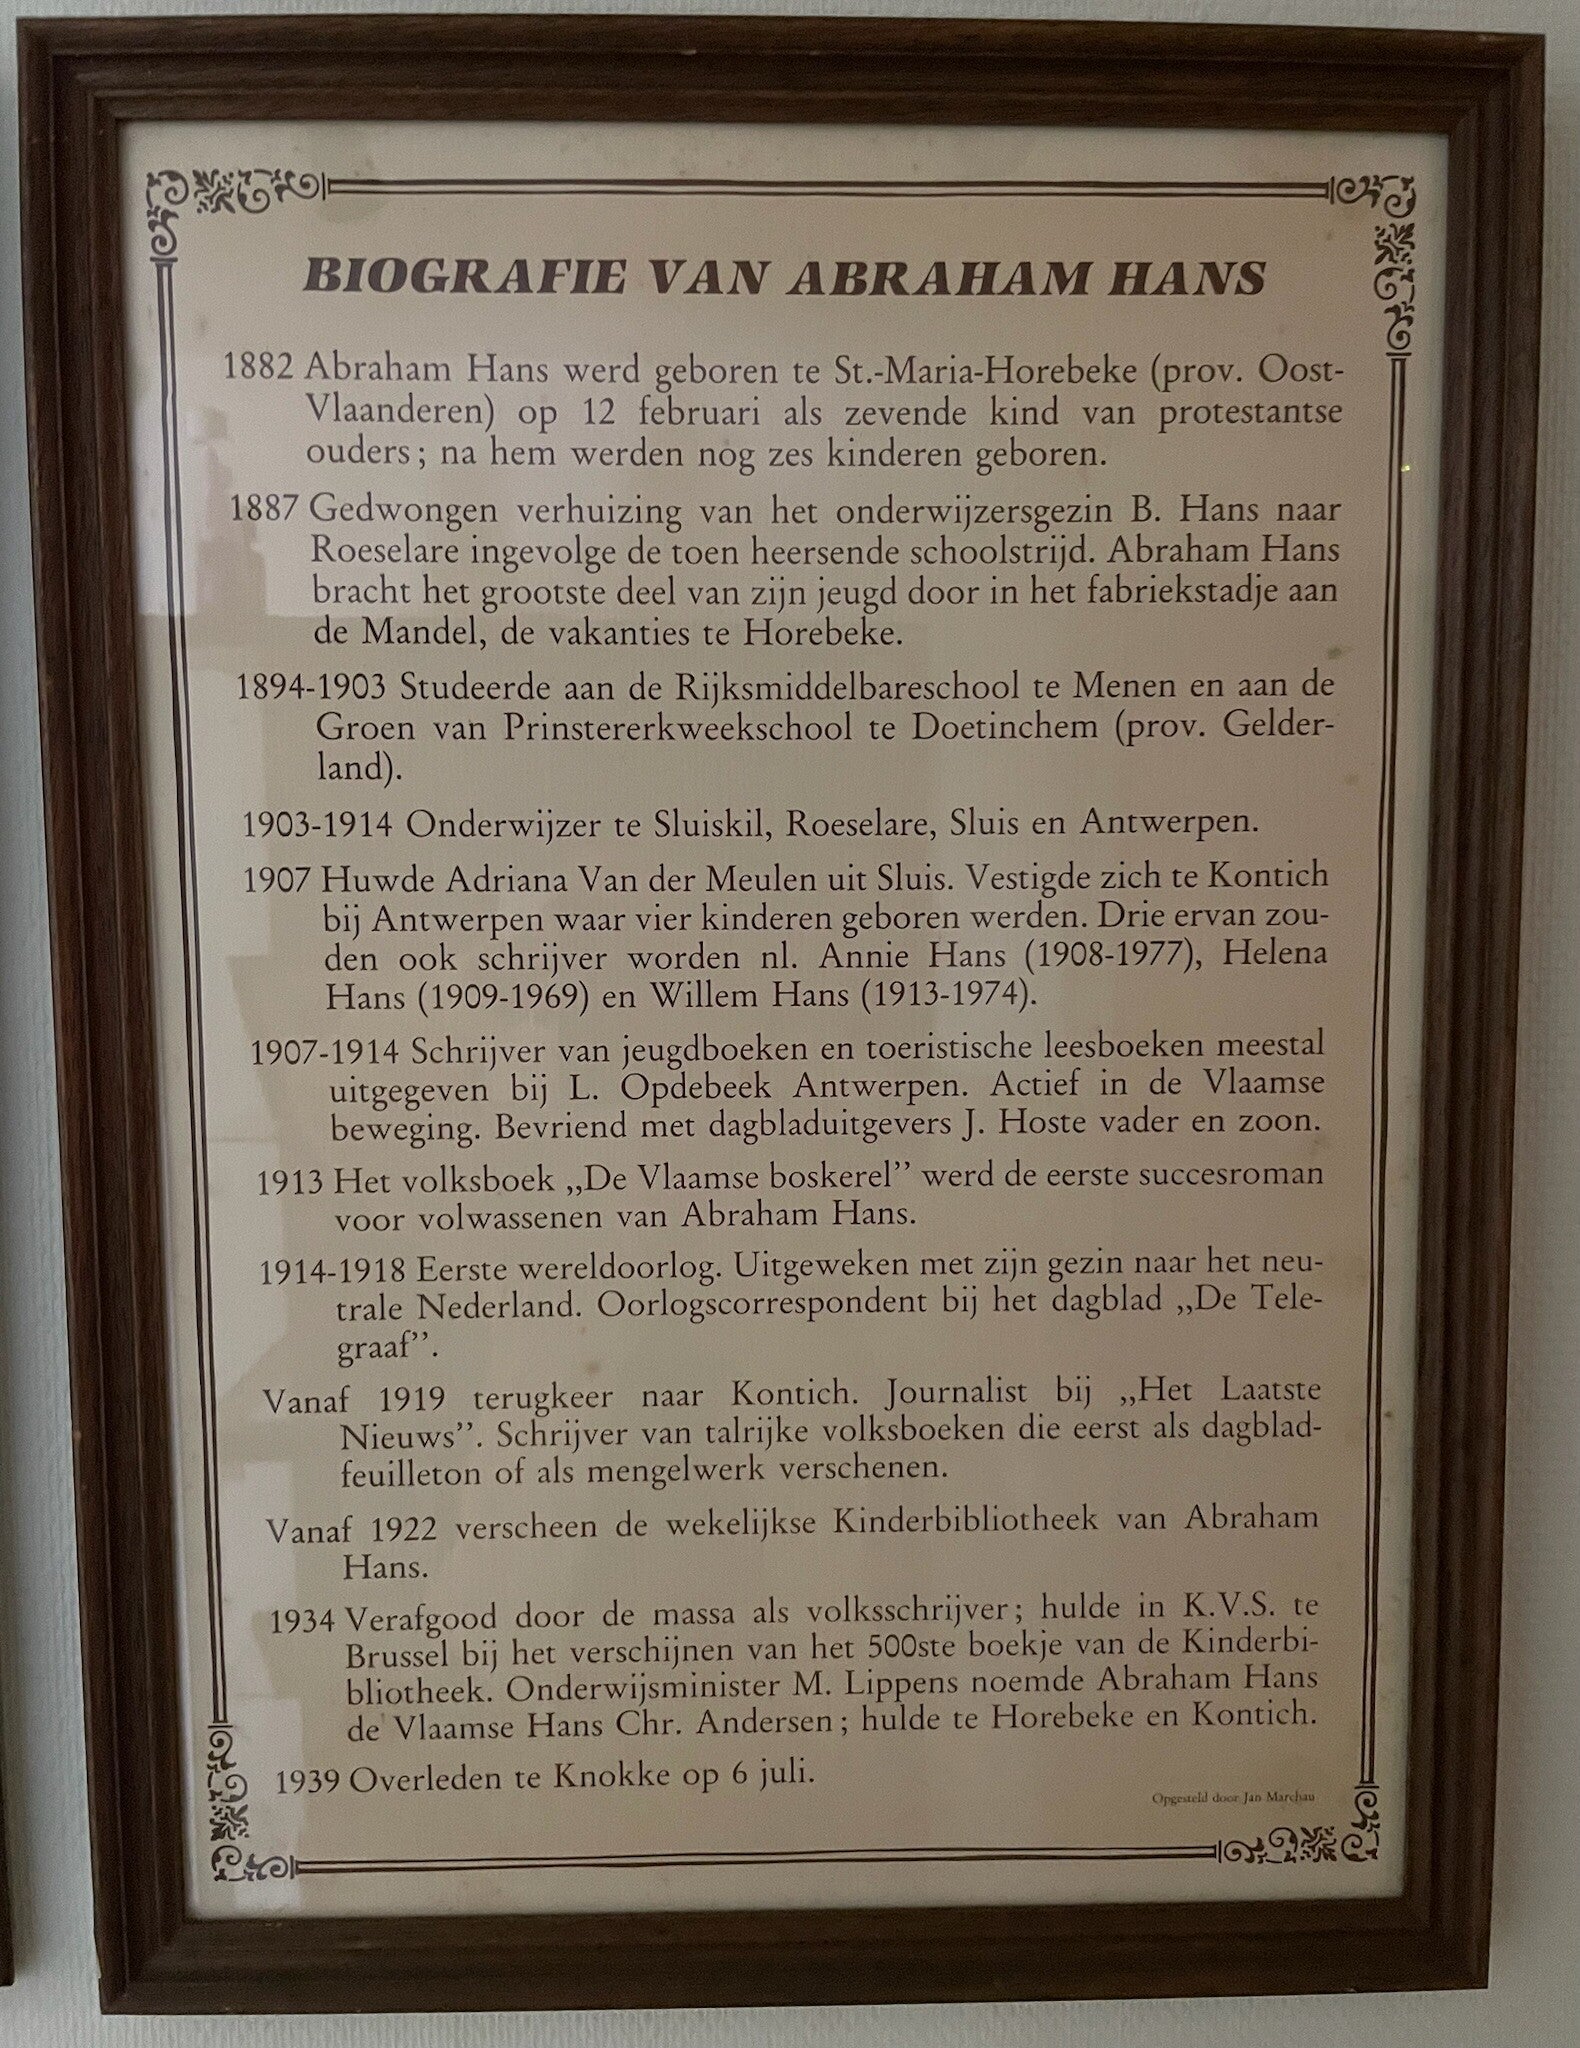 BIOGRAFIE VAN ABRAHAM HANS
1882 Abraham Hans werd geboren te St.-Maria-Horebeke (prov. Oost-
Vlaanderen) op 12 februari als zevende kind van protestantse
ouders; na hem werden nog zes kinderen geboren.
1887 Gedwongen verhuizing van het onderwijzersgezin B. Hans naar
Roeselare ingevolge de toen heersende schoolstrijd. Abraham Hans
bracht het grootste deel van zijn jeugd door in het fabriekstadje aan
de Mandel, de vakanties te Horebeke.
1894-1903 Studeerde aan de Rijksmiddelbareschool te Menen en aan de
Groen van Prinstererkweekschool te Doetinchem (prov. Gelder-
land).
1903-1914 Onderwijzer te Sluiskil, Roeselare, Sluis en Antwerpen.
1907 Huwde Adriana Van der Meulen uit Sluis. Vestigde zich te Kontich
bij Antwerpen waar vier kinderen geboren werden. Drie ervan zou-
den ook schrijver worden nl. Annie Hans (1908-1977), Helena
Hans (1909-1969) en Willem Hans (1913-1974).
1907-1914 Schrijver van jeugdboeken en toeristische leesboeken meestal
uitgegeven bij L. Opdebeek Antwerpen. Actief in de Vlaamse
beweging. Bevriend met dagbladuitgevers J. Hoste vader en zoon.
1913 Het volksboek „De Vlaamse boskerel” werd de eerste succesroman
voor volwassenen van Abraham Hans.
1914-1918 Eerste wereldoorlog. Uitgeweken met zijn gezin naar het neu-
trale Nederland. Oorlogscorrespondent bij het dagblad „De Tele-
graaf”.
Vanaf 1919 terugkeer naar Kontich. Journalist bij „Het Laatste
Nieuws”. Schrijver van talrijke volksboeken die eerst als dagblad-
feuilleton of als mengelwerk verschenen.
Vanaf 1922 verscheen de wekelijkse Kinderbibliotheek van Abraham
Hans.
1934 Verafgood door de massa als volksschrijver; hulde in K.V.S. te
Brussel bij het verschijnen van het 500ste boekje van de Kinderbi-
bliotheek. Onderwijsminister M. Lippens noemde Abraham Hans
de Vlaamse Hans Chr. Andersen; hulde te Horebeke en Kontich.
1939 Overleden te Knokke op 6 juli.
Opgesteld door Jan Marchau